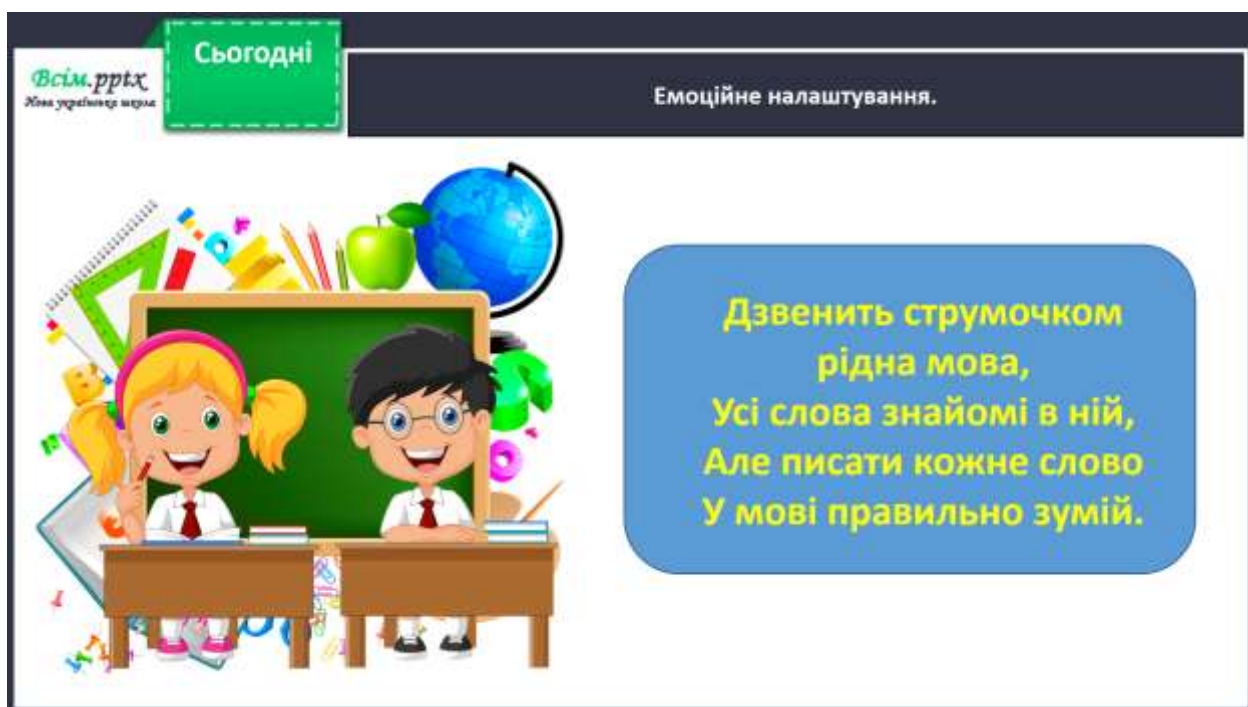 Сьогодні
Всім.pptx
Нова українська школа
Емоційне налаштування.
Дзвенить струмочком
рідна мова,
Усі слова знайомі в ній,
Але писати кожне слово
У мові правильно зумій.